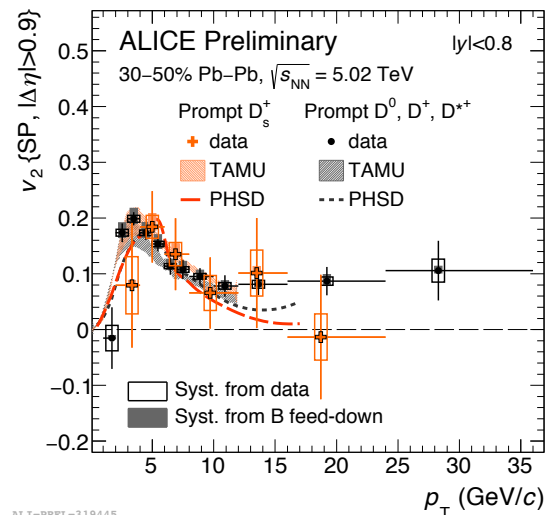 ALICE Preliminary
|y|<0.8
30−50% Pb−Pb, √sNN = 5.02 TeV
Prompt D+s Prompt D0, D+, D*+
data data
TAMU TAMU
PHSD PHSD
v2 {SP, |Δη|>0.9}
0.5
0.4
0.3
0.2
0.1
0
−0.1
−0.2
Syst. from data
Syst. from B feed-down
5 10 15 20 25 30 35
pT (GeV/c)